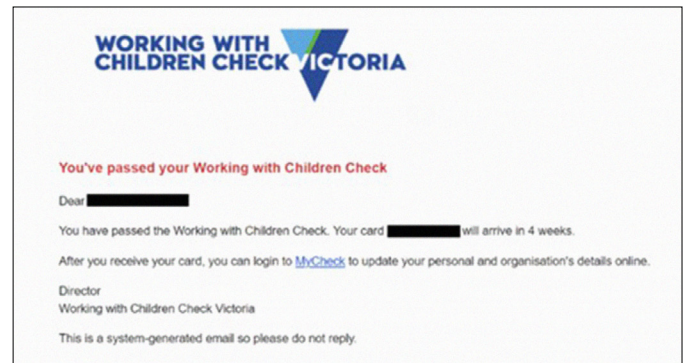 WORKING WITH
CHILDREN CHECK VICTORIA
You've passed your Working with Children Check
Dear
You have passed the Working with Children Check. Your card will arrive in 4 weeks.
After you receive your card, you can login to MyCheck to update your personal and organisation's details online.
Director
Working with Children Check Victoria
This is a system-generated email so please do not reply.